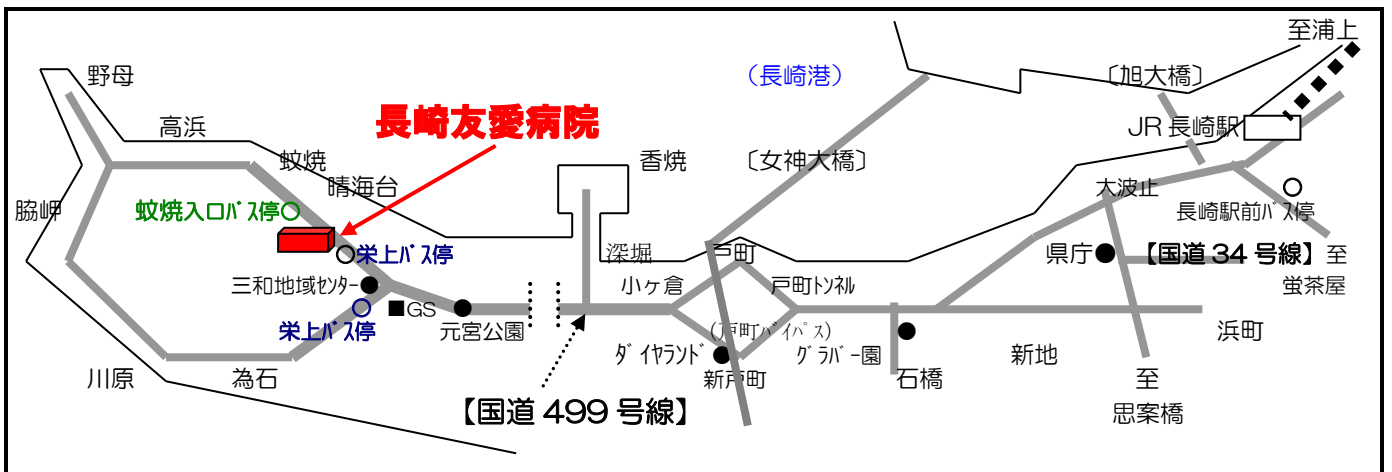 至浦上
野母
（長崎港）
〔旭大橋〕
長崎友愛病院
高浜
JR 長崎駅
蚊焼
香焼
〔女神大橋〕
晴海台
大波止
脇岬
蚊焼入口ﾊﾞｽ停
長崎駅前ﾊﾞｽ停
栄上ﾊﾞｽ停
深堀
戸町
県庁
【国道 34 号線】
至
蛍茶屋
三和地域ｾﾝﾀｰ
小ヶ倉
戸町ﾄﾝﾈﾙ
GS
栄上ﾊﾞｽ停
元宮公園
(戸町ﾊﾞｲﾊﾟｽ)
浜町
ﾀﾞｲﾔﾗﾝﾄﾞ
ｸﾞﾗﾊﾞｰ園
新地
川原
為石
新戸町
石橋
至
思案橋
【国道 499 号線】